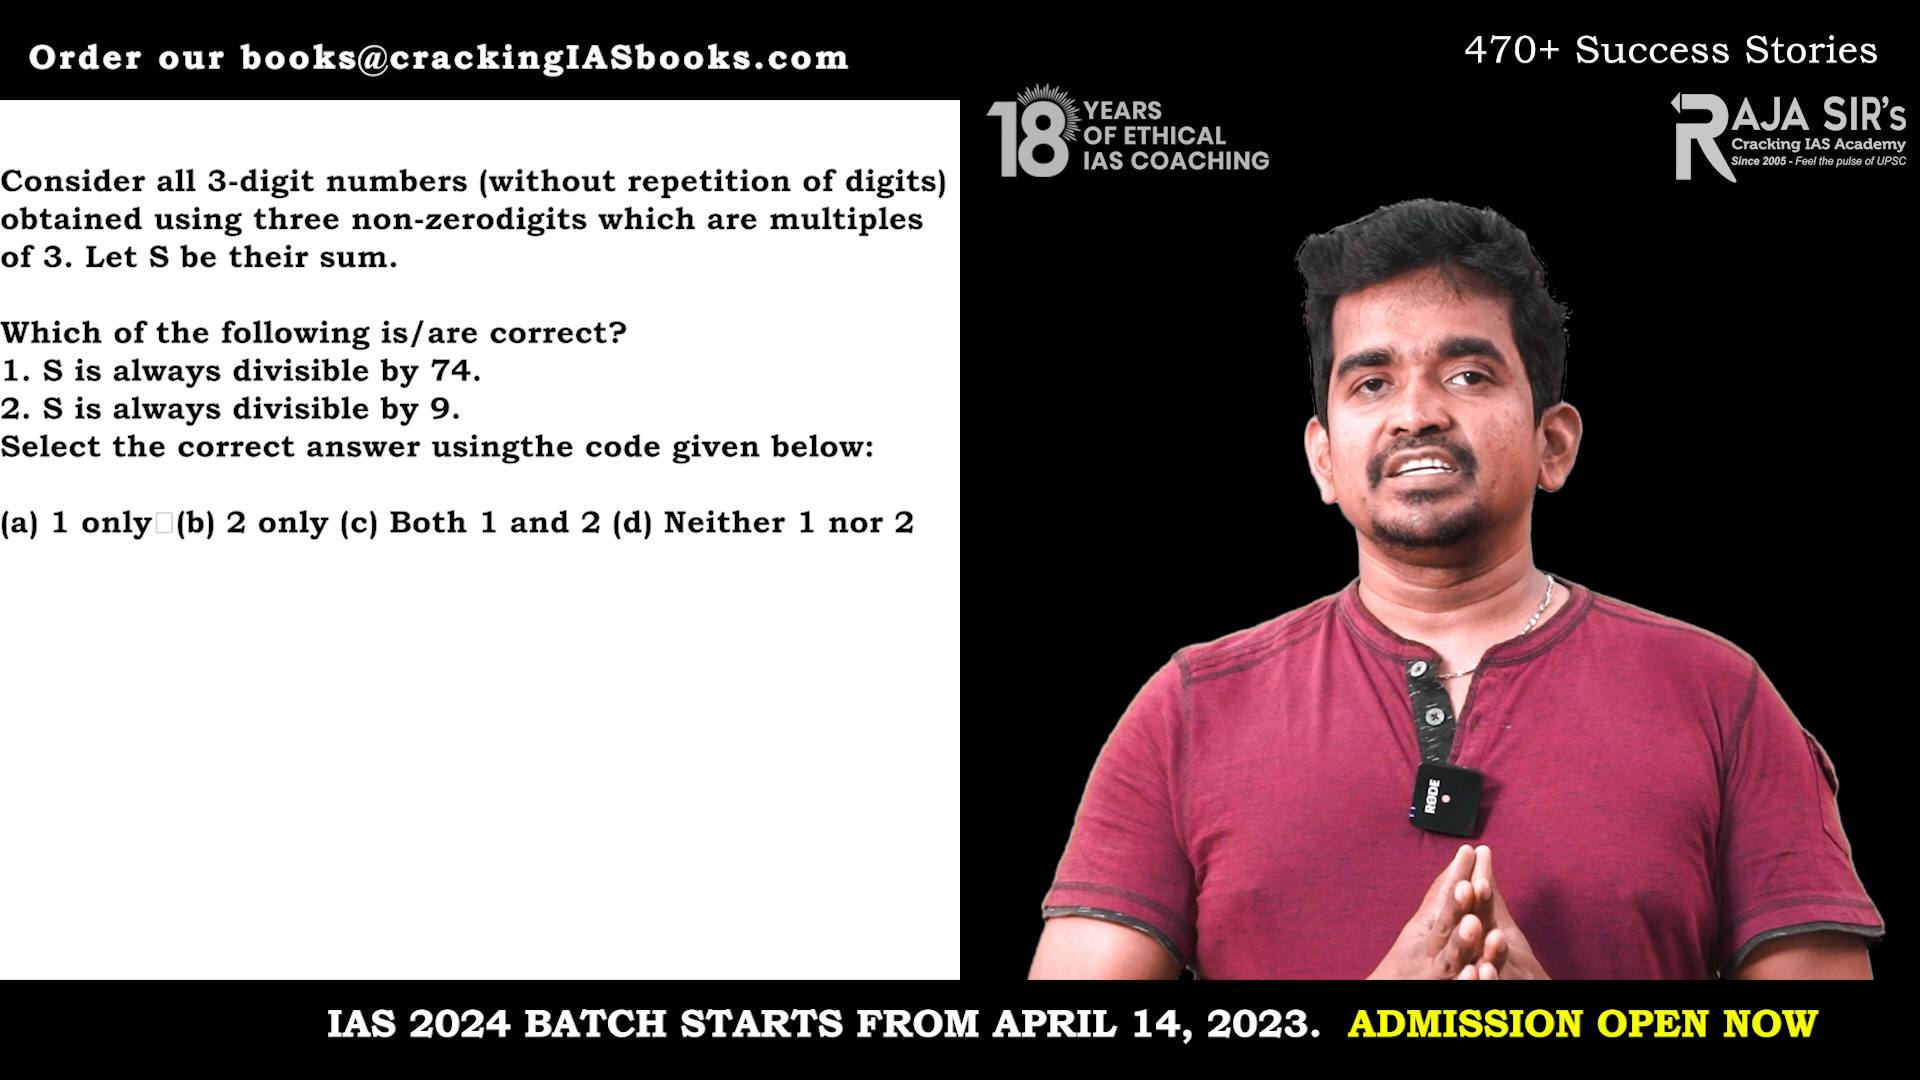 Order our books@crackingIASbooks.com
470+ Success Stories
18 YEARS
OF ETHICAL
IAS COACHING
RAJA SIR's
Cracking IAS Academy
Since 2005 - Feel the pulse of UPSC
Consider all 3-digit numbers (without repetition of digits)
obtained using three non-zerodigits which are multiples
of 3. Let S be their sum.
Which of the following is/are correct?
1. S is always divisible by 74.
2. S is always divisible by 9.
Select the correct answer usingthe code given below:
(a) 1 only (b) 2 only (c) Both 1 and 2 (d) Neither 1 nor 2
RØDE
IAS 2024 BATCH STARTS FROM APRIL 14, 2023. ADMISSION OPEN NOW